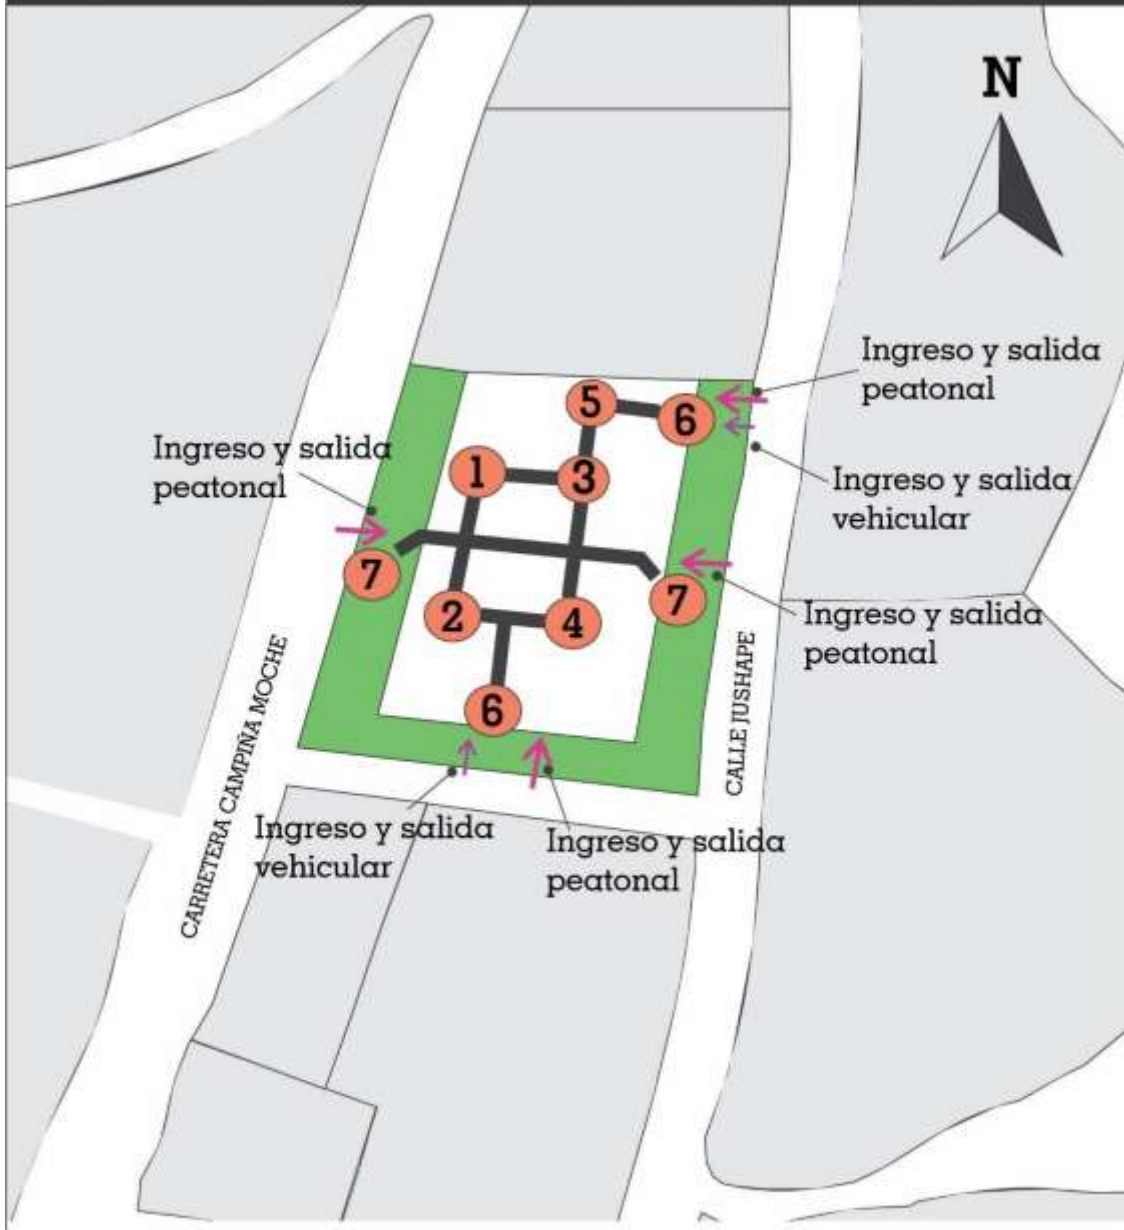 N
Ingreso y salida
peatonal
5
6
Ingreso y salida
peatonal
1
3
Ingreso y salida
vehicular
7
7
2
4
Ingreso y salida
peatonal
6
CARRETERA CAMPIÑA MOCHE
CALLE JUSHAPE
Ingreso y salida
vehicular
Ingreso y salida
peatonal